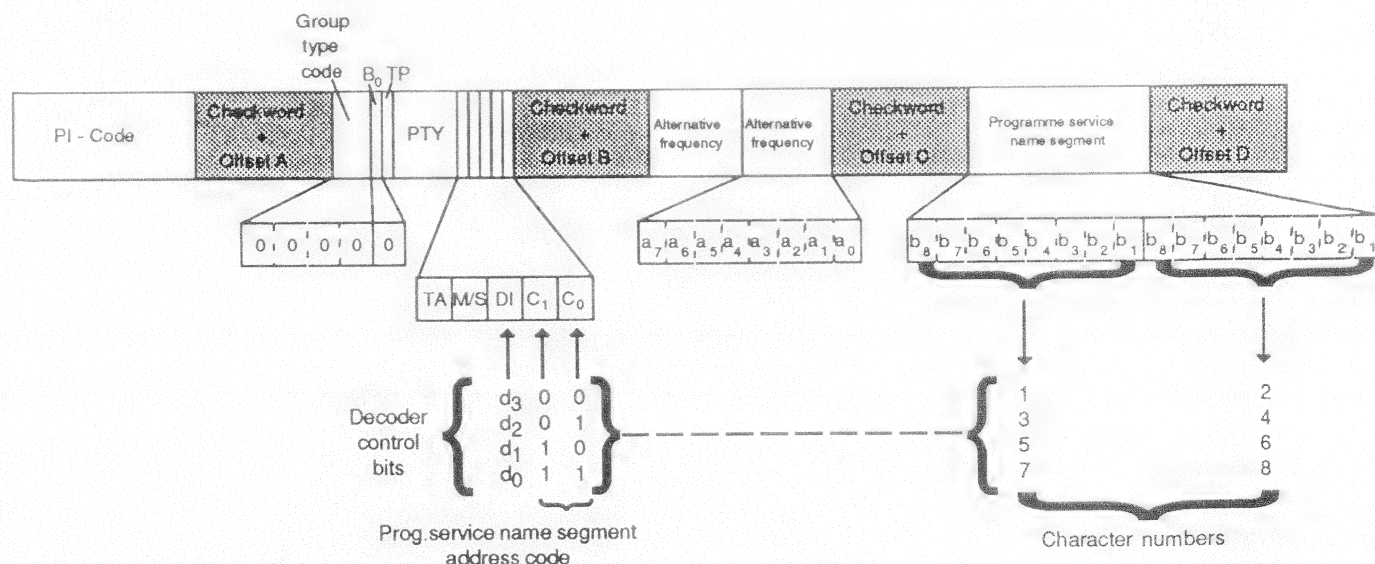 Group
type
code
B₀ TP
PI - Code
Checkword
+
Offset A
PTY
Checkword
+
Offset B
Alternative
frequency
Alternative
frequency
Checkword
+
Offset C
Programme service
name segment
Checkword
+
Offset D
0 0 0 0 0
a₇ a₆ a₅ a₄ a₃ a₂ a₁ a₀
b₈ b₇ b₆ b₅ b₄ b₃ b₂ b₁ b₈ b₇ b₆ b₅ b₄ b₃ b₂ b₁
TA M/S DI C₁ C₀
Decoder
control
bits
d₃ 0 0
d₂ 0 1
d₁ 1 0
d₀ 1 1
1 2
3 4
5 6
7 8
Prog.service name segment
address code
Character numbers